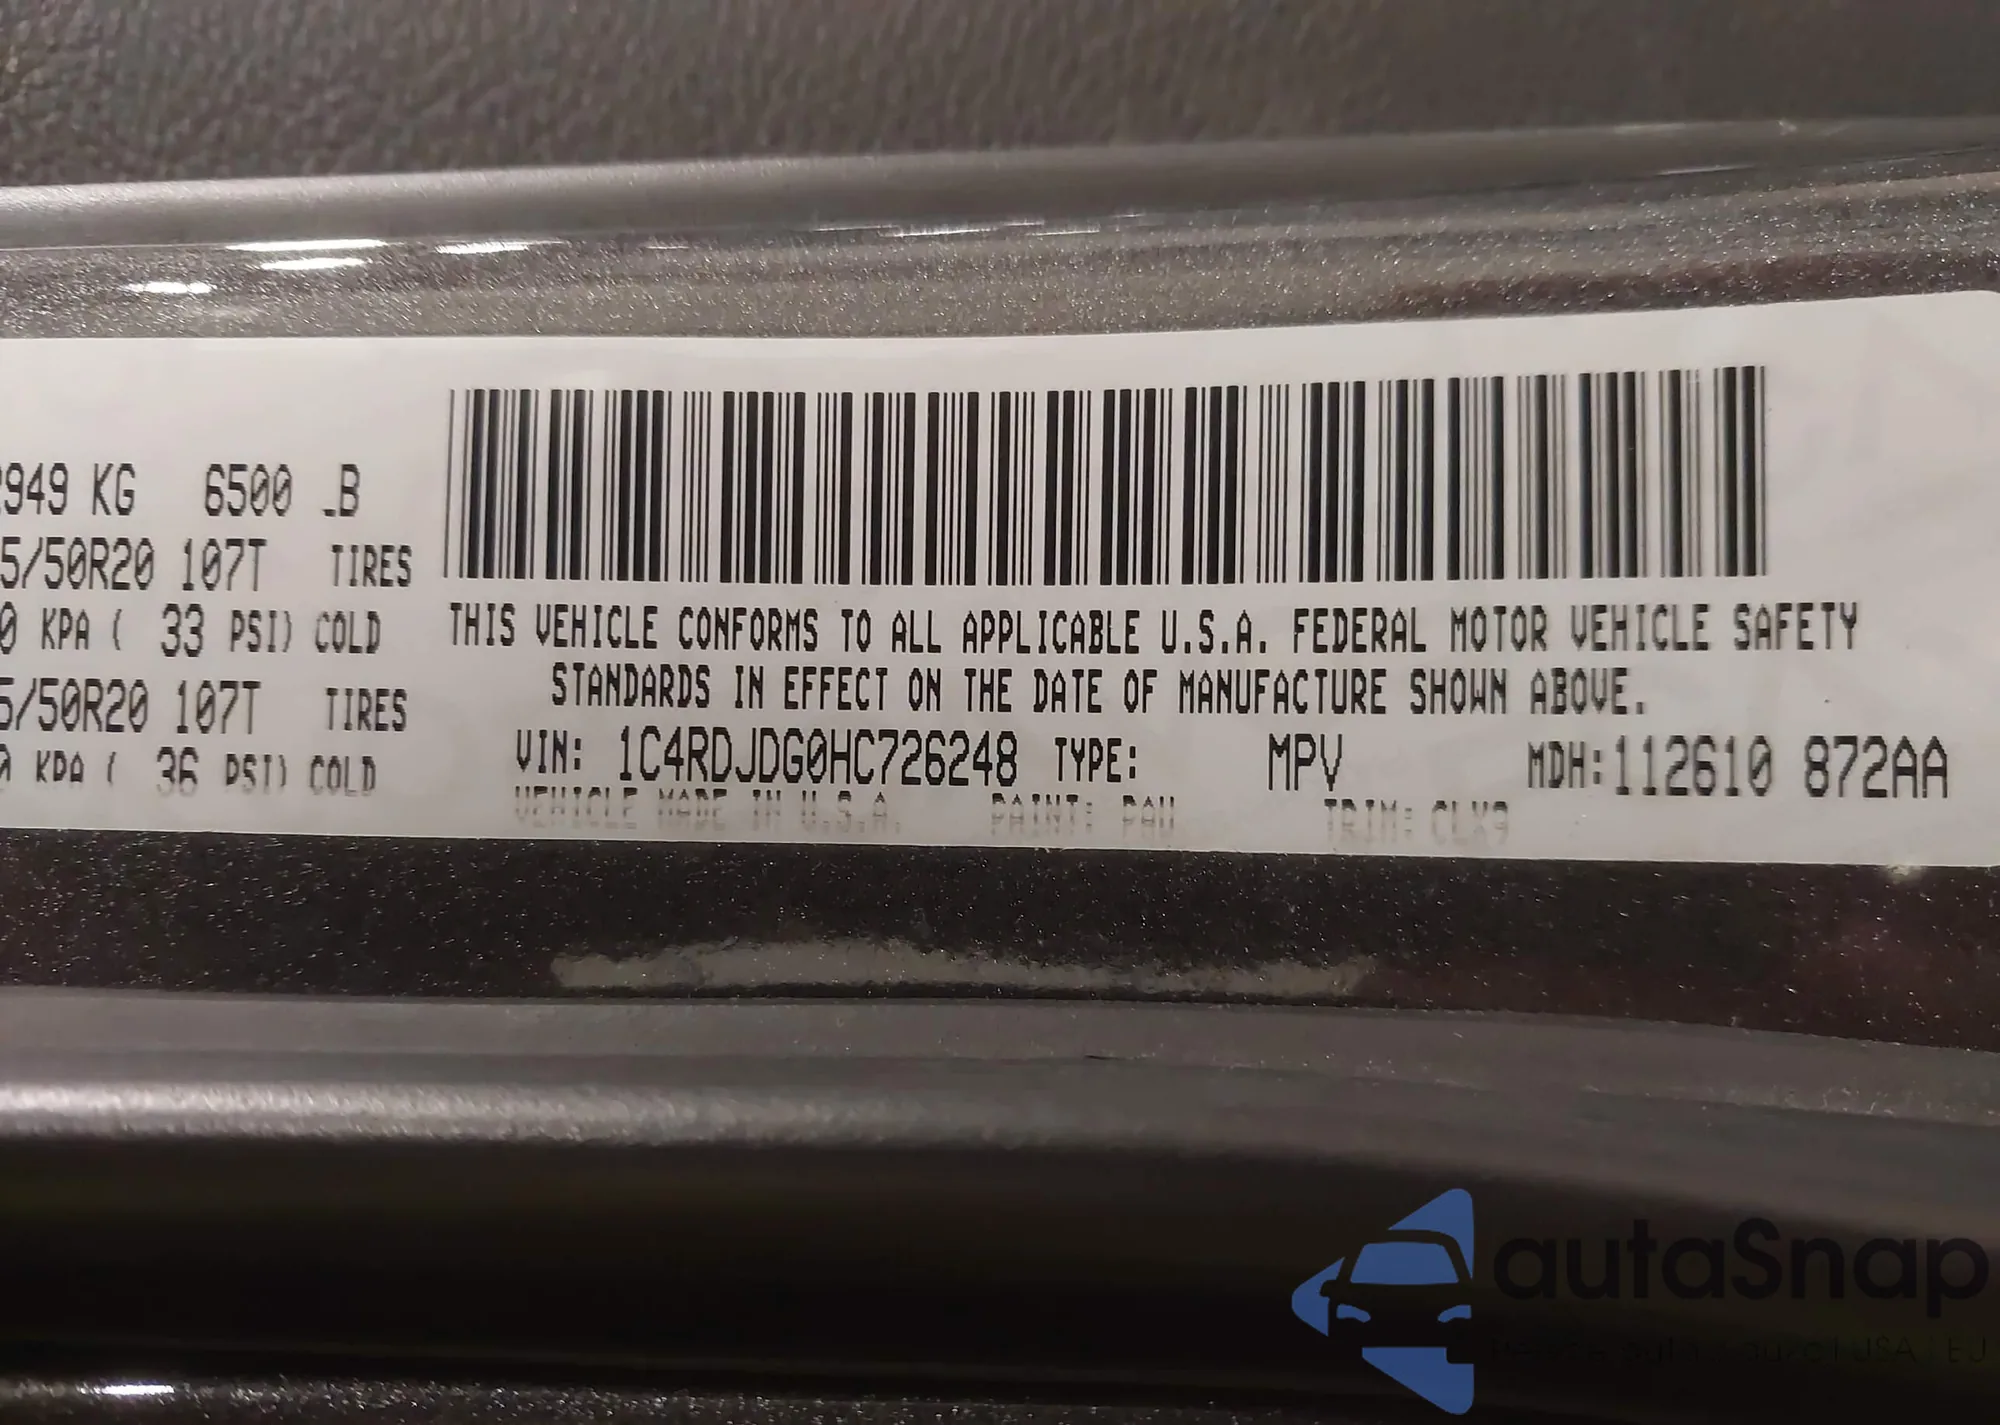 2949 KG 6500 LB
5/50R20 107T TIRES
0 KPA ( 33 PSI) COLD
5/50R20 107T TIRES
0 KPA ( 36 PSI) COLD
THIS VEHICLE CONFORMS TO ALL APPLICABLE U.S.A. FEDERAL MOTOR VEHICLE SAFETY
STANDARDS IN EFFECT ON THE DATE OF MANUFACTURE SHOWN ABOVE.
VIN: 1C4RDJDG0HC726248 TYPE: MPV MDH:112610 872AA
VEHICLE MADE IN U.S.A. PAINT: PAU TRIM: CLX9
autaSnap
USA EU